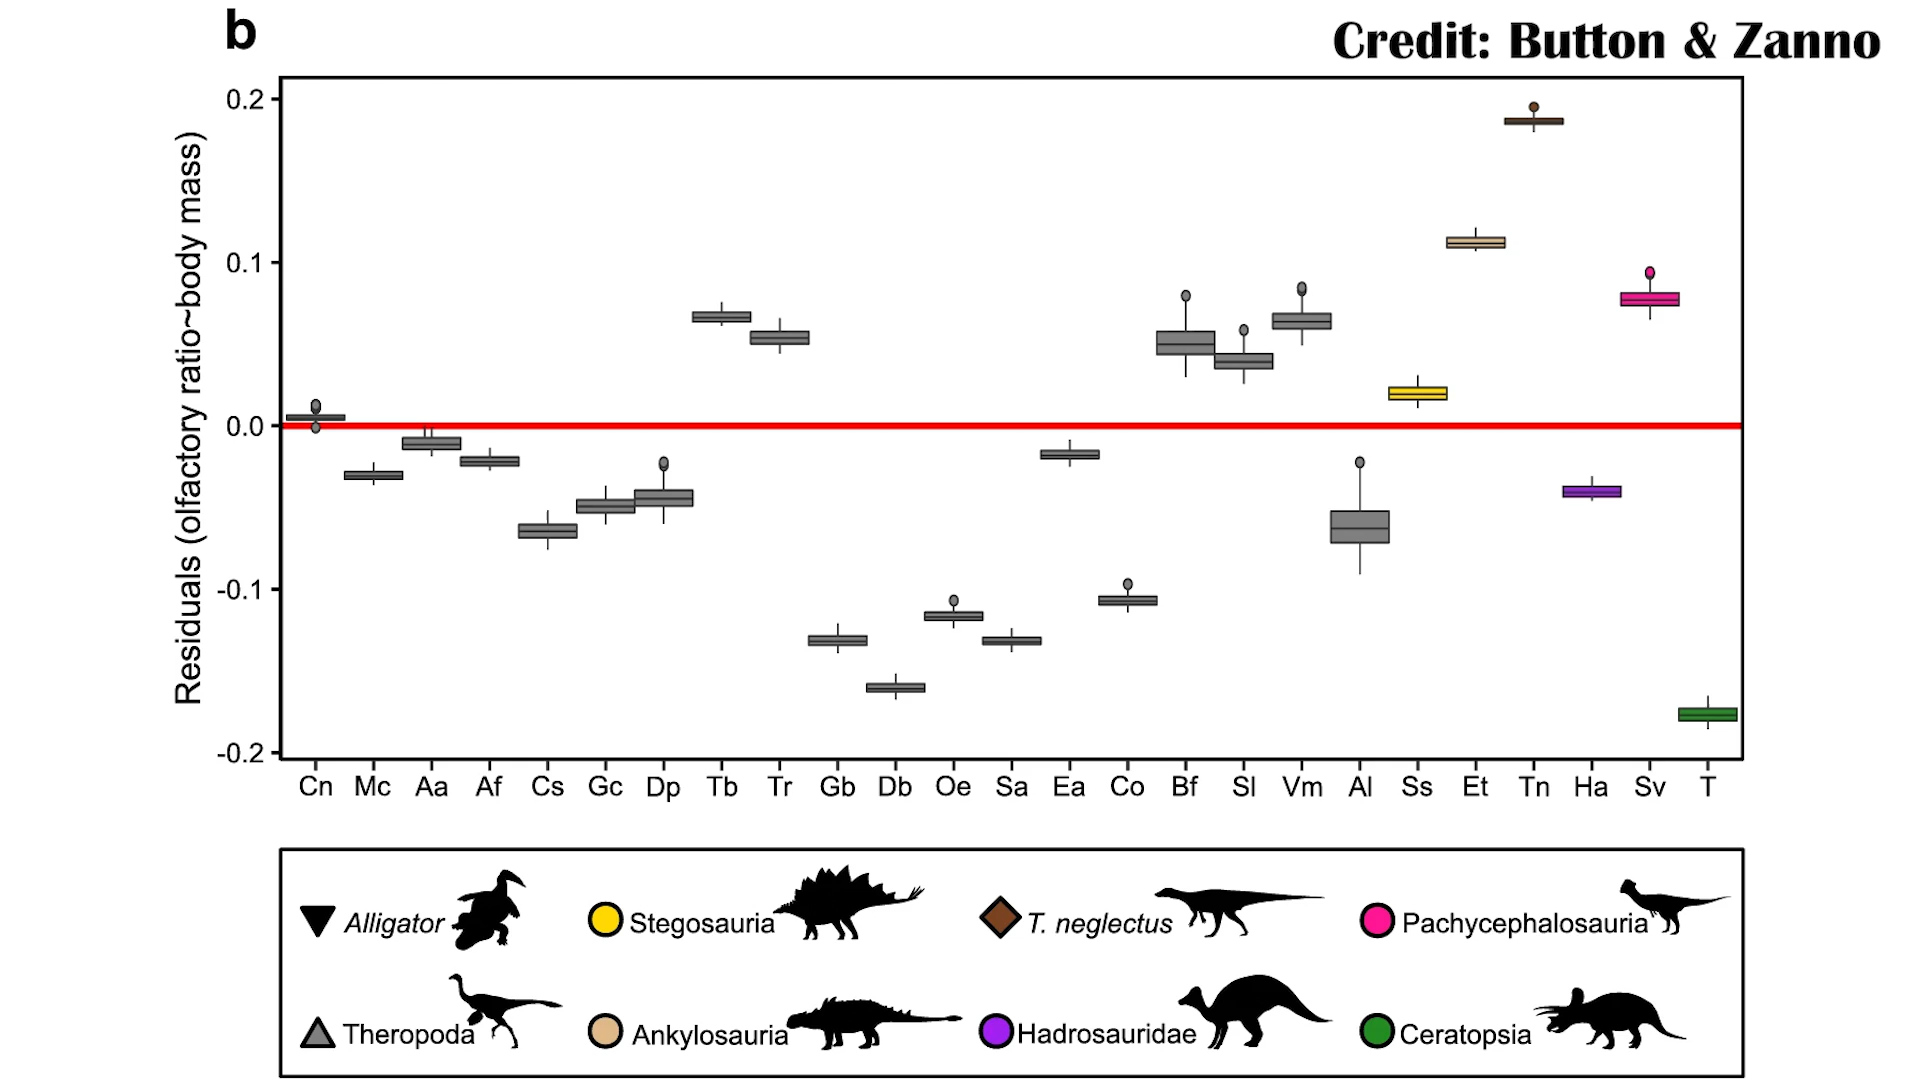 b
Credit: Button & Zanno
Residuals (olfactory ratio~body mass)
0.2
0.1
0.0
-0.1
-0.2
Cn Mc Aa Af Cs Gc Dp Tb Tr Gb Db Oe Sa Ea Co Bf Sl Vm Al Ss Et Tn Ha Sv T
Alligator Stegosauria T. neglectus Pachycephalosauria
Theropoda Ankylosauria Hadrosauridae Ceratopsia